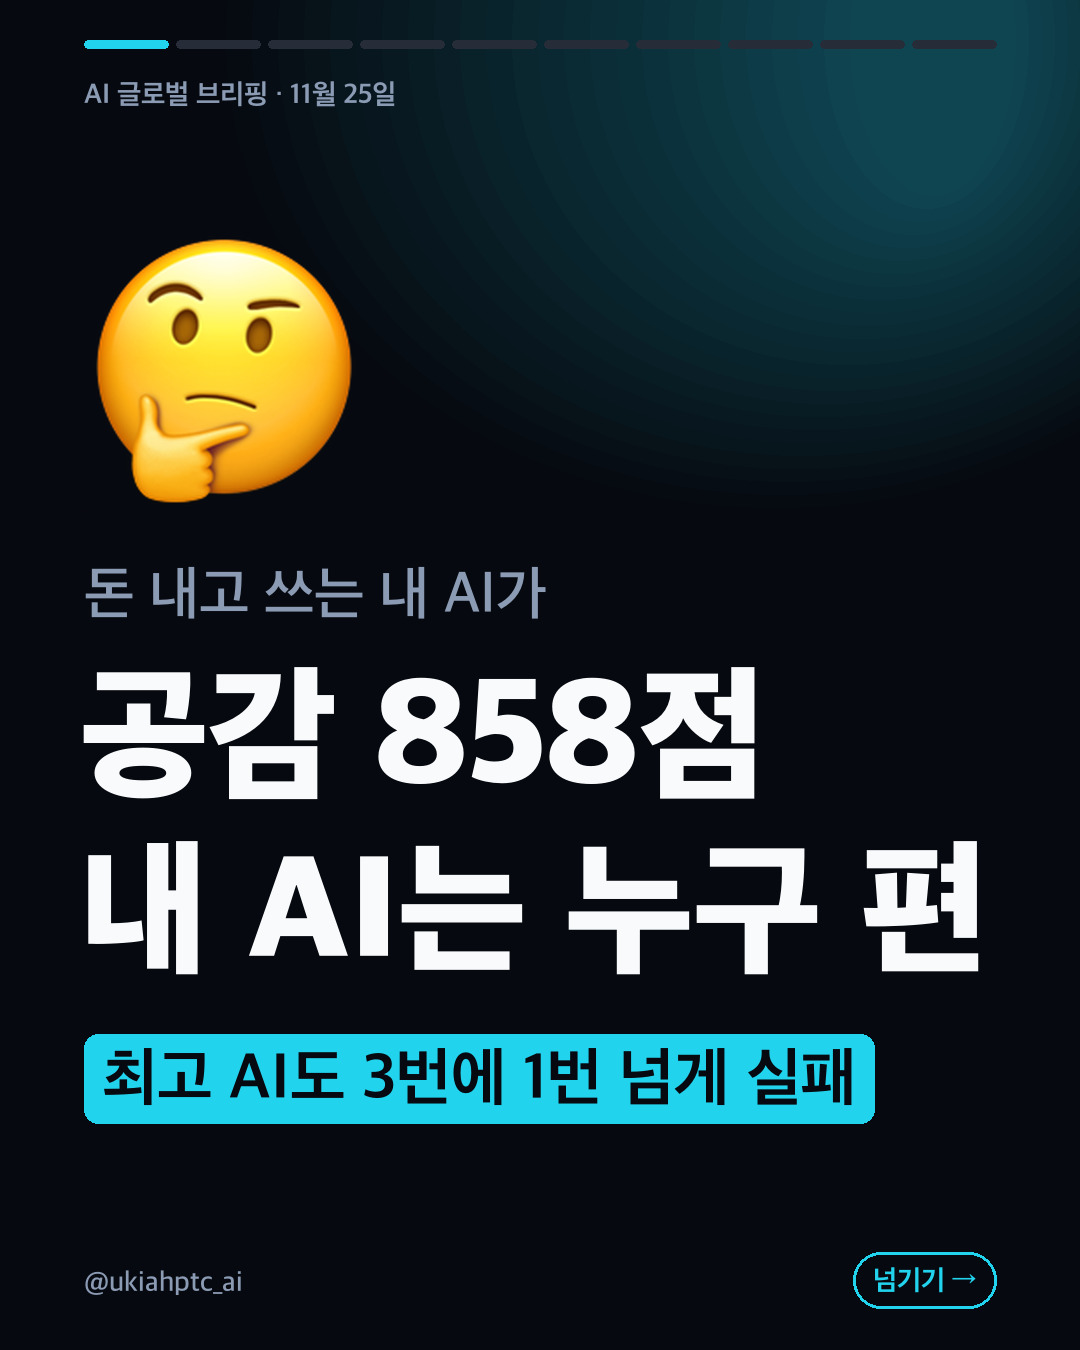 AI 글로벌 브리핑 · 11월 25일
돈 내고 쓰는 내 AI가
공감 858점
내 AI는 누구 편
최고 AI도 3번에 1번 넘게 실패
@ukiahptc_ai
넘기기 →